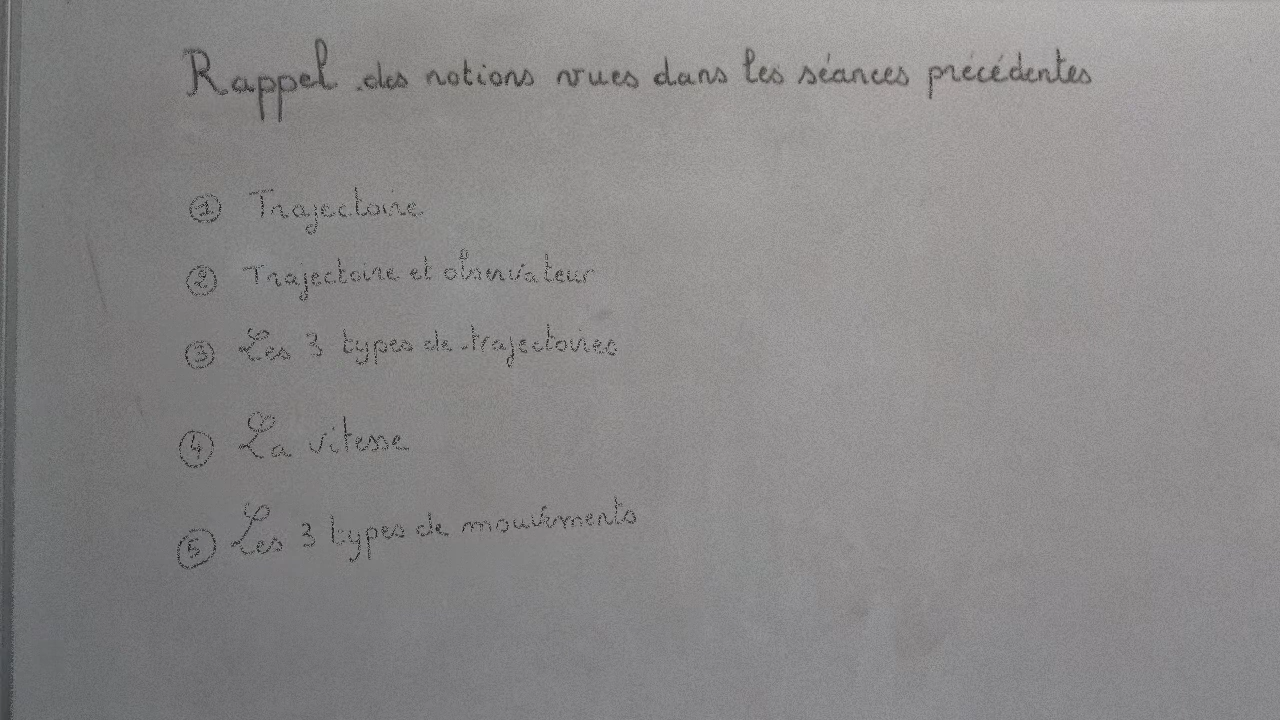 Rappel des notions vues dans les séances précédentes
① Trajectoire
② Trajectoire et observateur
③ Les 3 types de trajectoires
④ La vitesse
⑤ Les 3 types de mouvements